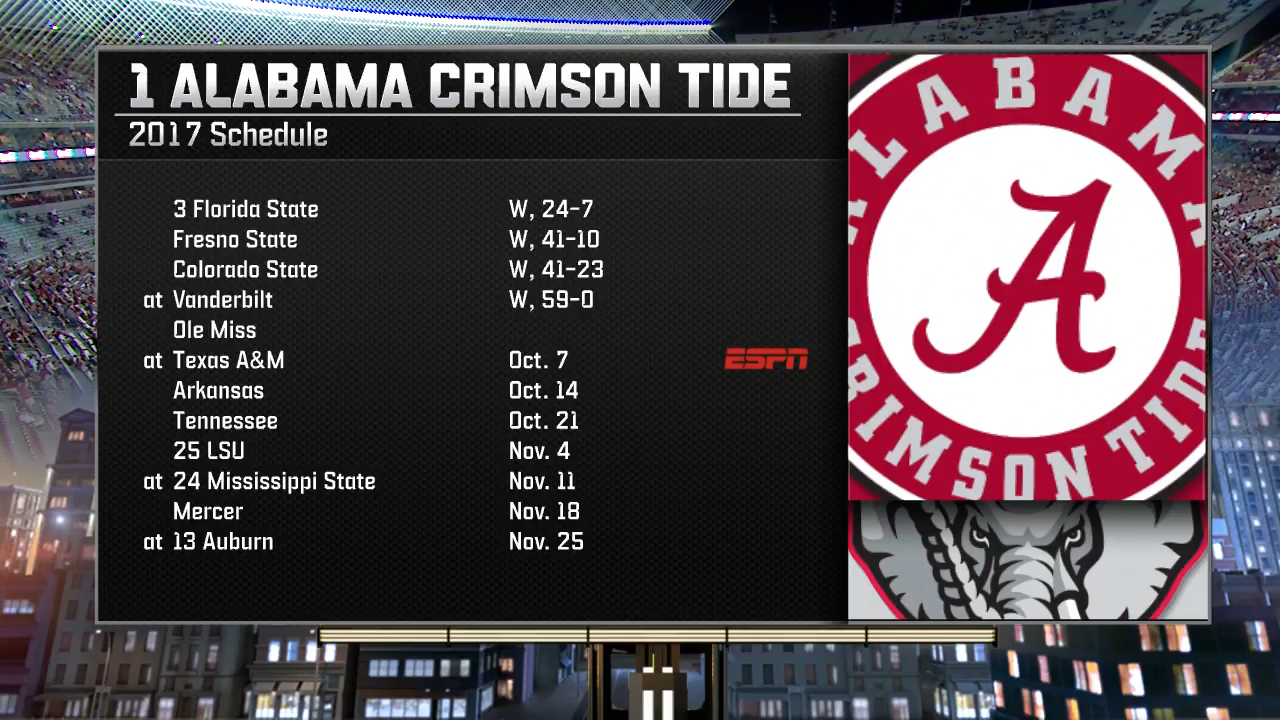 1 ALABAMA CRIMSON TIDE
2017 Schedule
3 Florida State W, 24-7
Fresno State W, 41-10
Colorado State W, 41-23
at Vanderbilt W, 59-0
Ole Miss
at Texas A&M Oct. 7 ESPN
Arkansas Oct. 14
Tennessee Oct. 21
25 LSU Nov. 4
at 24 Mississippi State Nov. 11
Mercer Nov. 18
at 13 Auburn Nov. 25
ALABAMA
A
CRIMSON TIDE